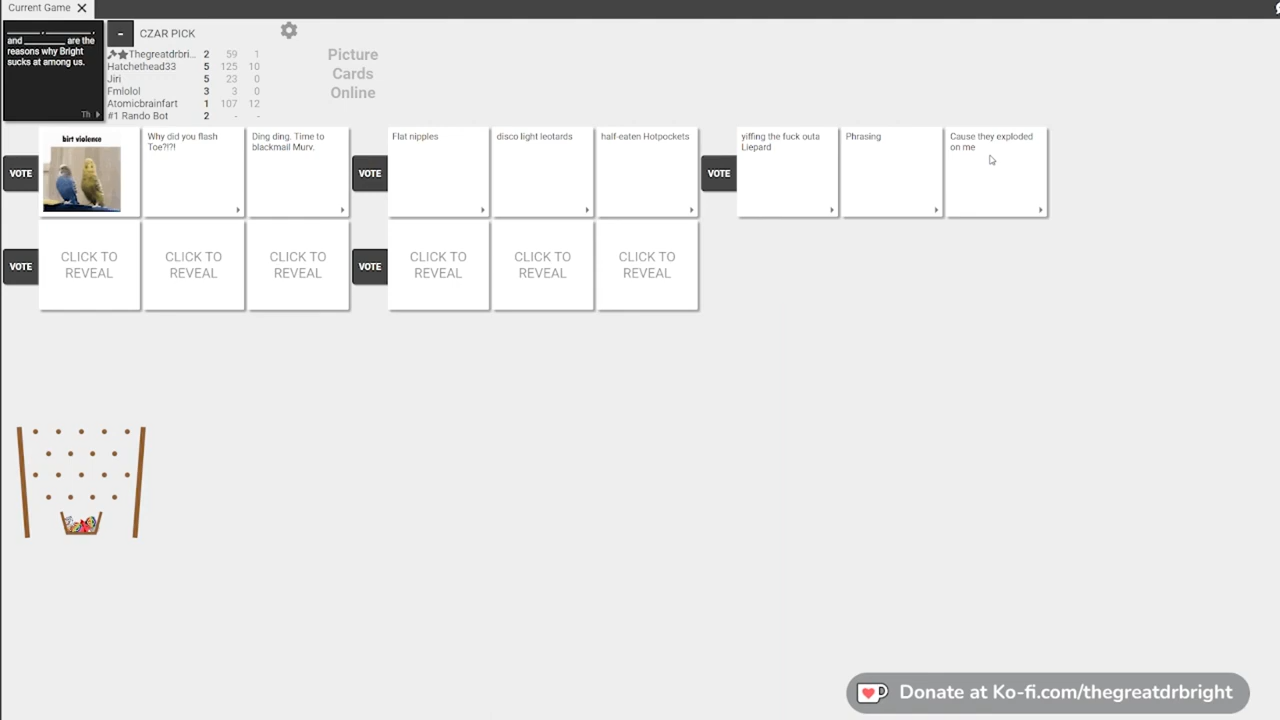 Current Game
_________, _________,
and _________ are the
reasons why Bright
sucks at among us.
Th
-
CZAR PICK
Thegreatdrbri... 2 59 1
Hatchethead33 5 125 10
Jiri 5 23 0
Fmlolol 3 3 0
Atomicbrainfart 1 107 12
#1 Rando Bot 2 - -
Picture
Cards
Online
VOTE
birt violence
Why did you flash
Toe?!?!
Ding ding. Time to
blackmail Murv.
VOTE
Flat nipples
disco light leotards
half-eaten Hotpockets
VOTE
yiffing the fuck outa
Liepard
Phrasing
Cause they exploded
on me
VOTE
CLICK TO
REVEAL
CLICK TO
REVEAL
CLICK TO
REVEAL
VOTE
CLICK TO
REVEAL
CLICK TO
REVEAL
CLICK TO
REVEAL
Donate at Ko-fi.com/thegreatdrbright